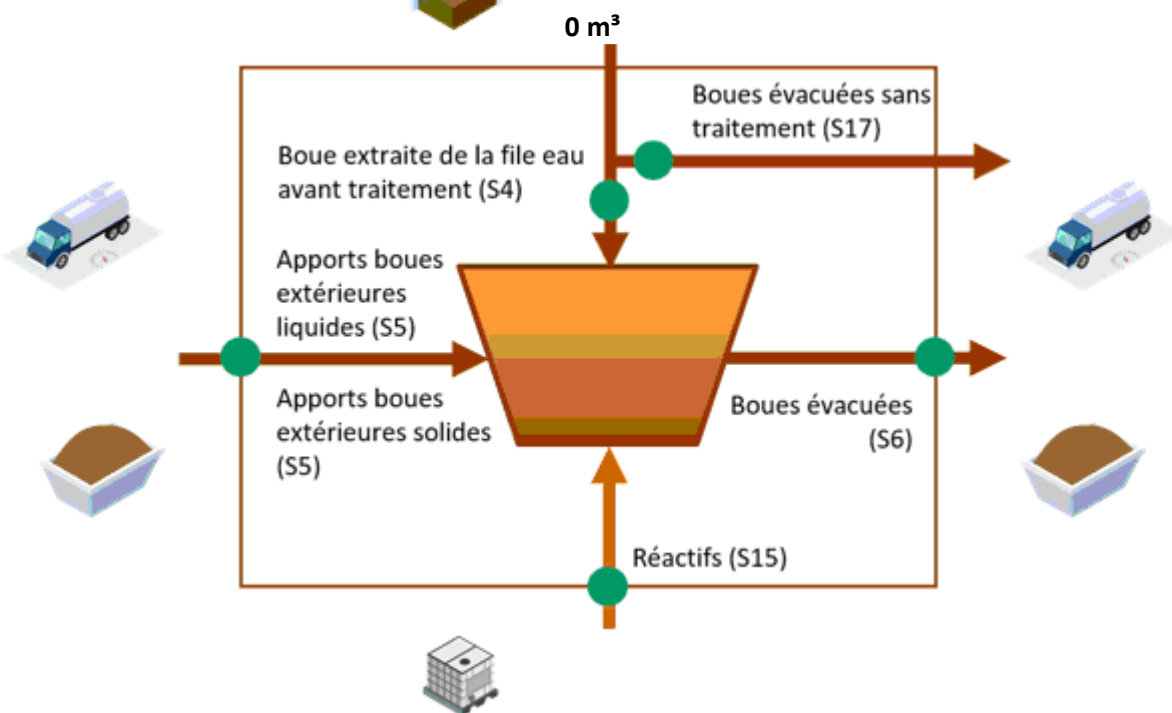 0 m³
Boues évacuées sans
traitement (S17)
Boue extraite de la file eau
avant traitement (S4)
Apports boues
extérieures
liquides (S5)
Apports boues
extérieures solides
(S5)
Boues évacuées
(S6)
Réactifs (S15)